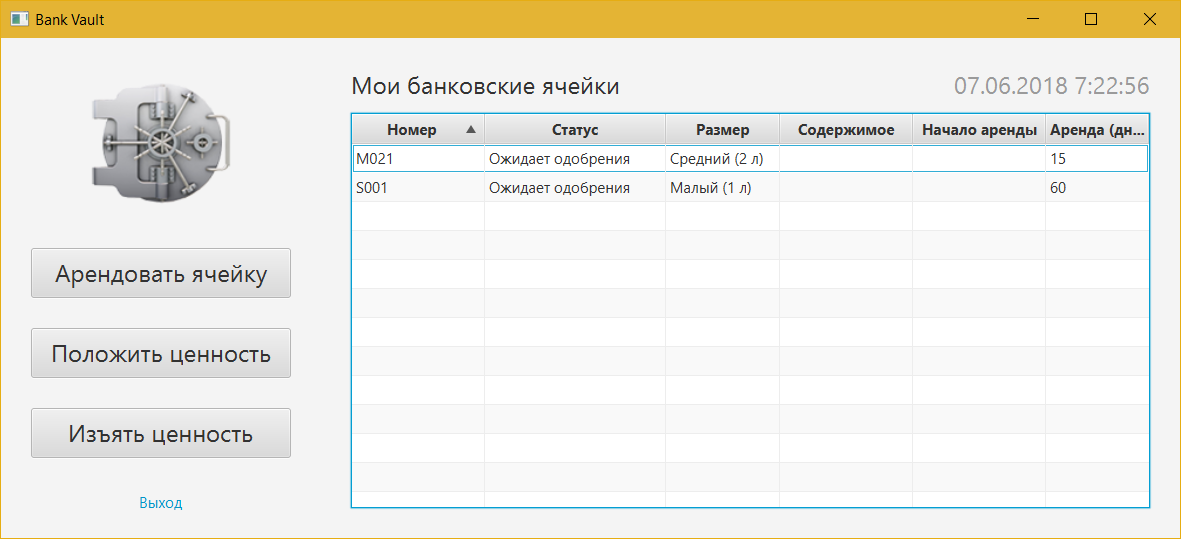 Bank Vault
Мои банковские ячейки 07.06.2018 7:22:56
Номер Статус Размер Содержимое Начало аренды Аренда (дн...
M021 Ожидает одобрения Средний (2 л) 15
S001 Ожидает одобрения Малый (1 л) 60
Арендовать ячейку
Положить ценность
Изъять ценность
Выход